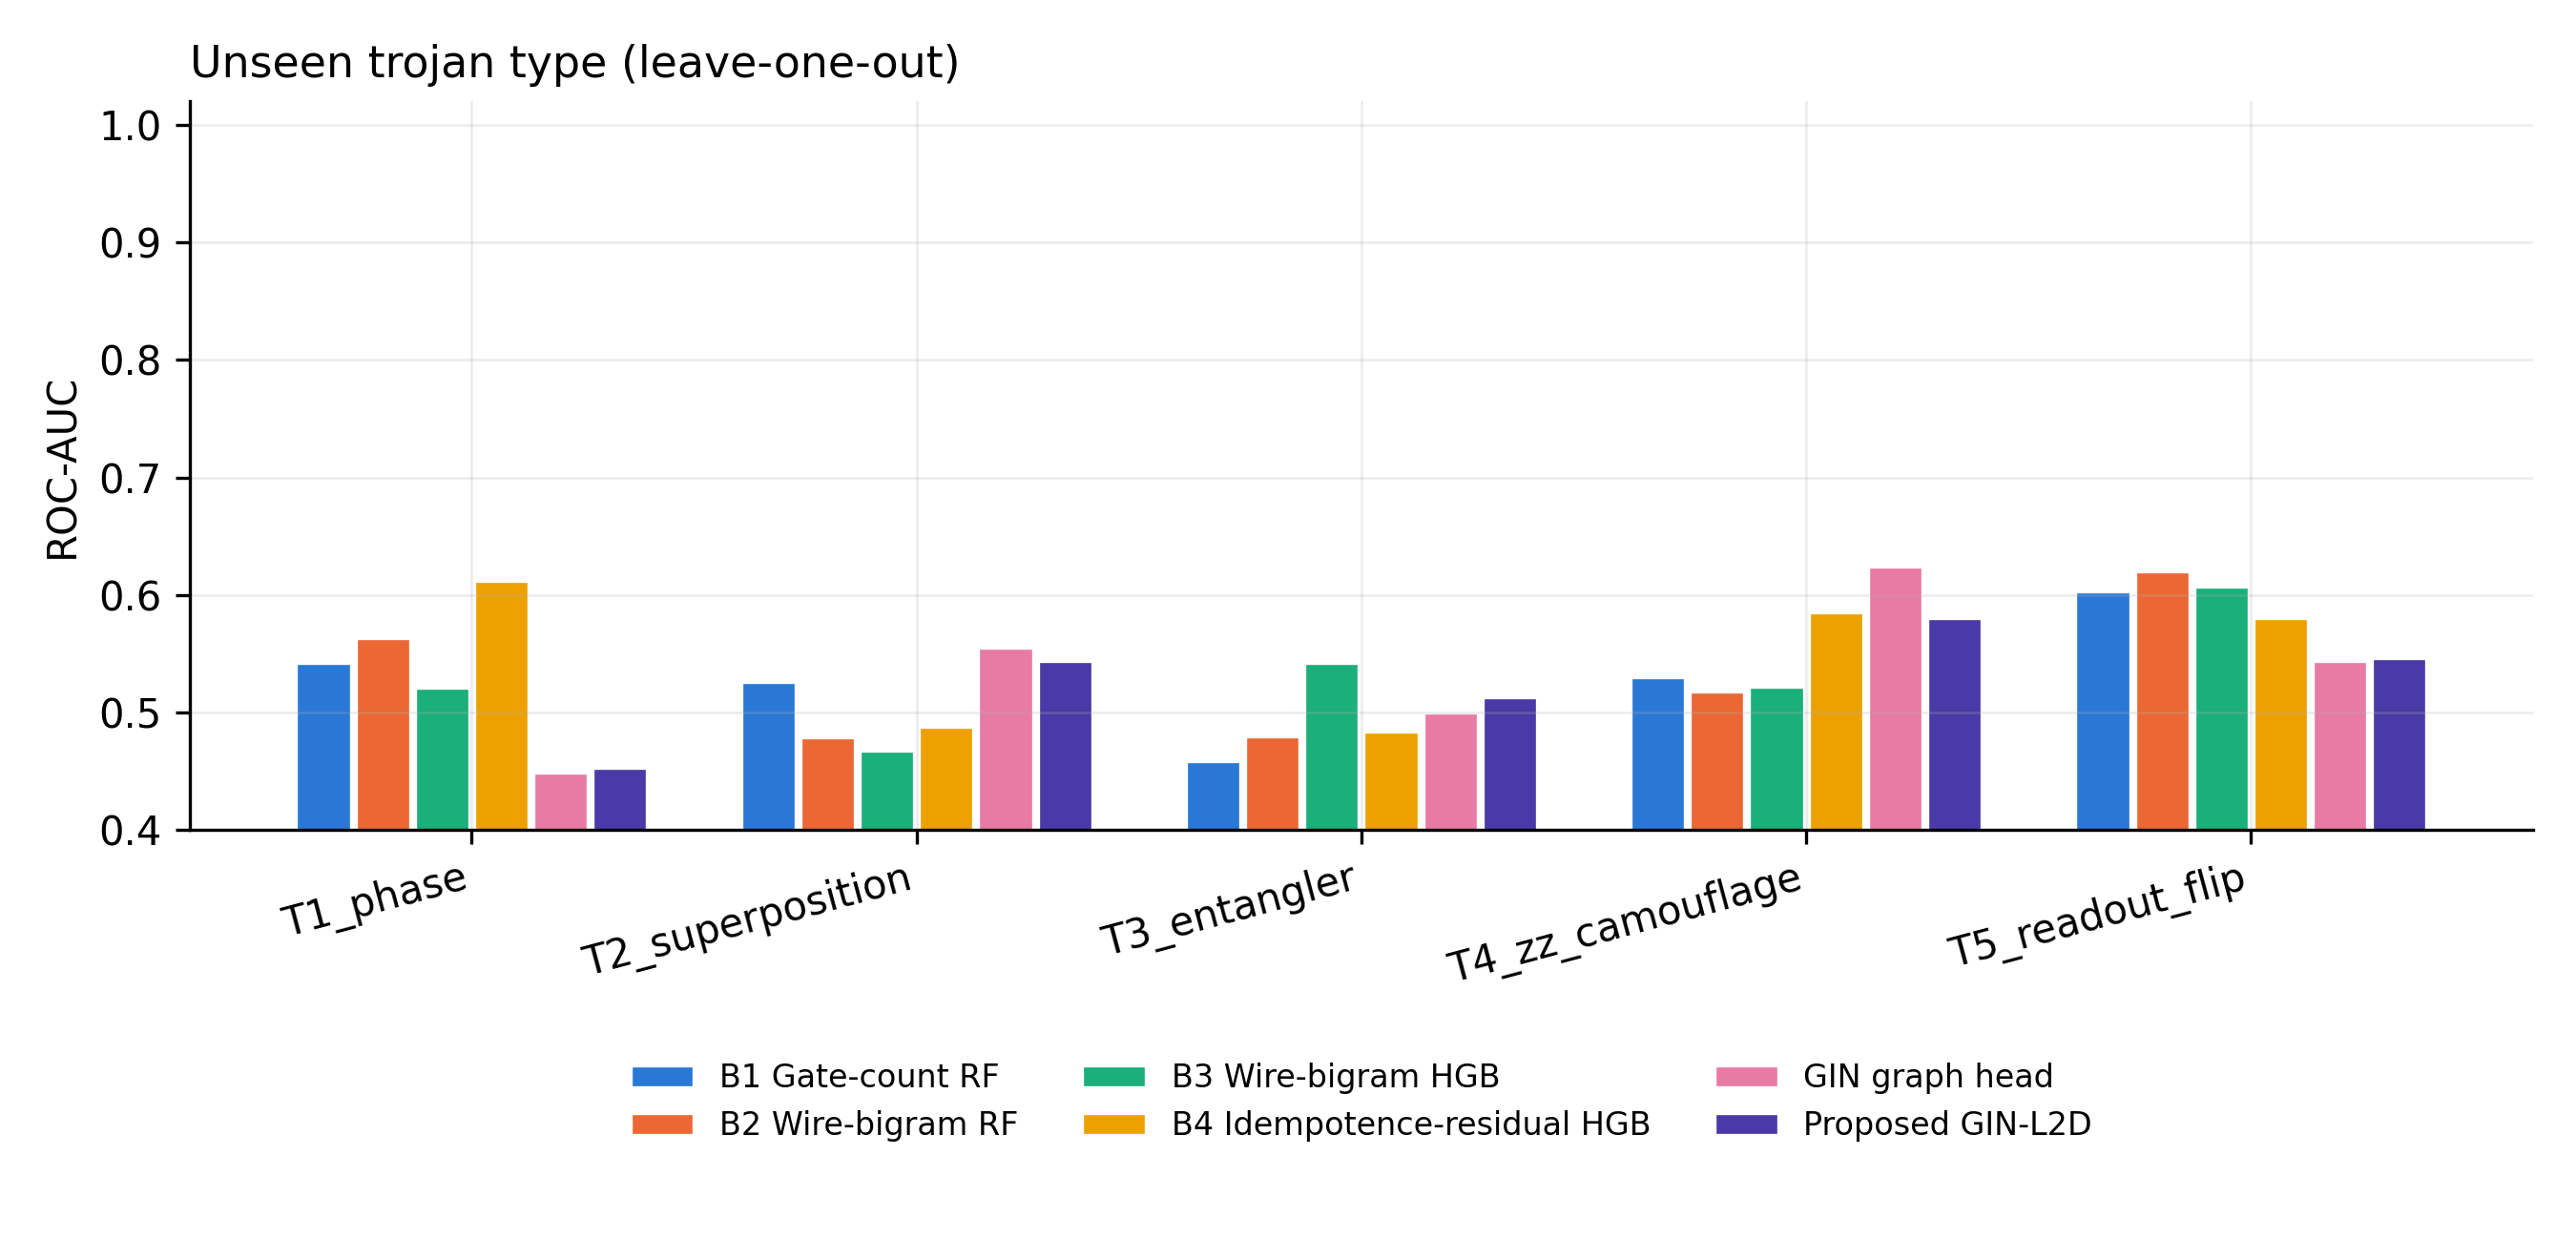 Unseen trojan type (leave-one-out)
1.0
0.9
0.8
0.7
0.6
0.5
0.4
ROC-AUC
T1_phase
T2_superposition
T3_entangler
T4_zz_camouflage
T5_readout_flip
B1 Gate-count RF
B2 Wire-bigram RF
B3 Wire-bigram HGB
B4 Idempotence-residual HGB
GIN graph head
Proposed GIN-L2D